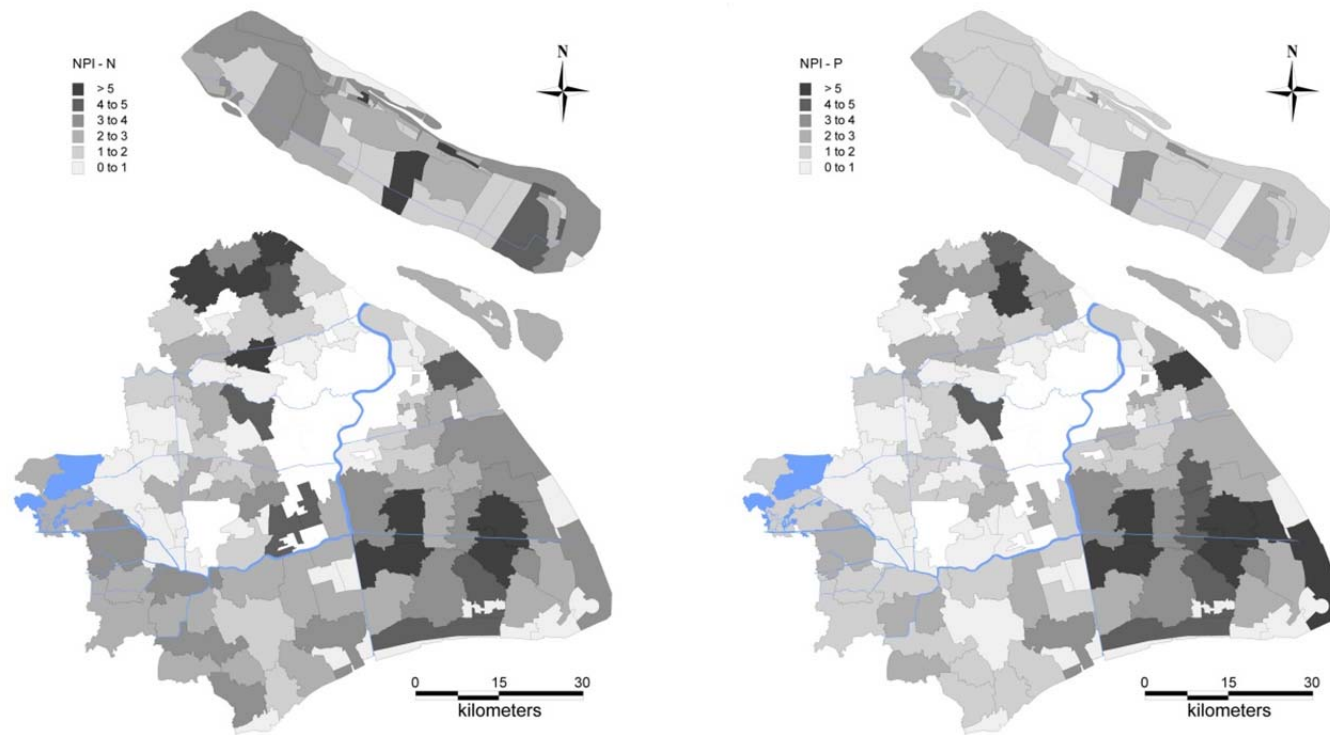 NPI - N
> 5
4 to 5
3 to 4
2 to 3
1 to 2
0 to 1
N
0 15 30
kilometers
NPI - P
> 5
4 to 5
3 to 4
2 to 3
1 to 2
0 to 1
N
0 15 30
kilometers